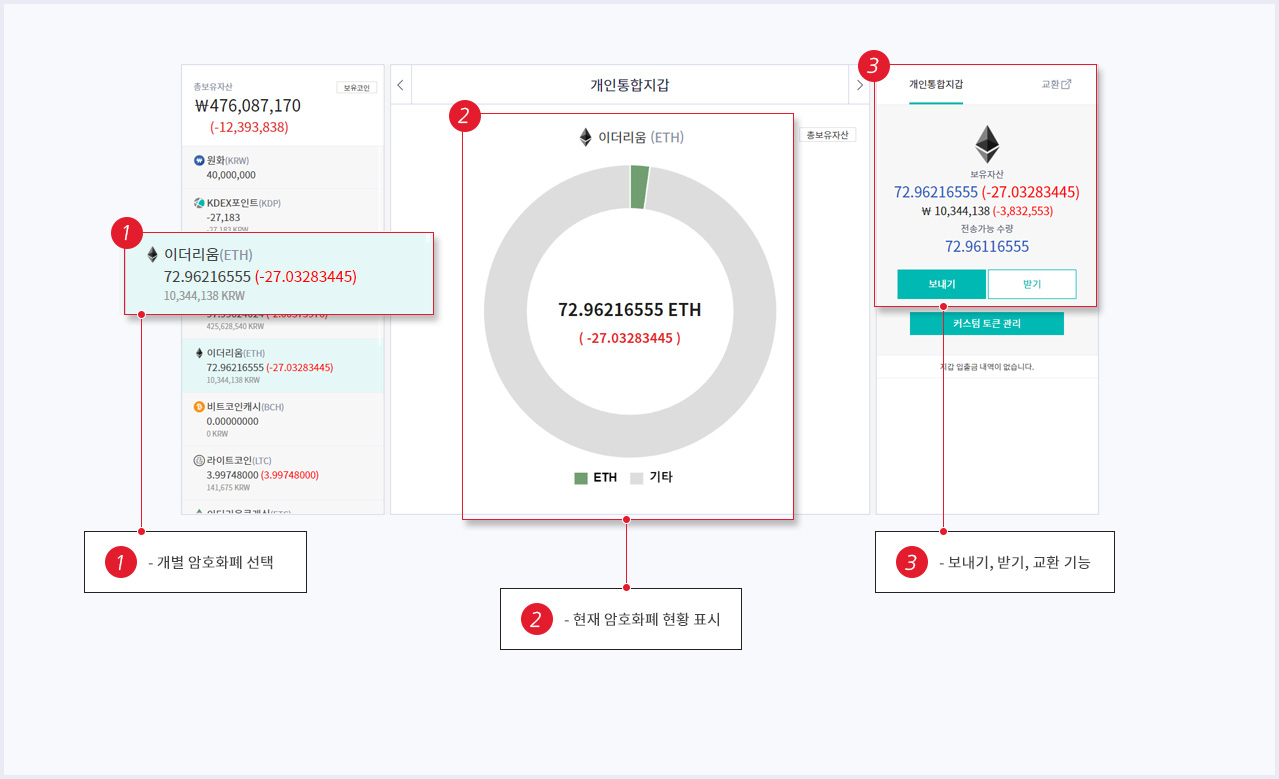 총보유자산
보유코인
₩476,087,170
(-12,393,838)
원화(KRW)
40,000,000
KDEX포인트(KDP)
-27,183
-27,183 KRW
1
이더리움(ETH)
72.96216555 (-27.03283445)
10,344,138 KRW
425,628,540 KRW
이더리움(ETH)
72.96216555 (-27.03283445)
10,344,138 KRW
비트코인캐시(BCH)
0.00000000
0 KRW
라이트코인(LTC)
3.99748000 (3.99748000)
141,675 KRW
1
- 개별 암호화폐 선택
개인통합지갑
2
이더리움 (ETH)
총보유자산
72.96216555 ETH
( -27.03283445 )
ETH
기타
2
- 현재 암호화폐 현황 표시
3
개인통합지갑
교환
보유자산
72.96216555 (-27.03283445)
₩ 10,344,138 (-3,832,553)
전송가능 수량
72.96116555
보내기
받기
커스텀 토큰 관리
지갑 입출금 내역이 없습니다.
3
- 보내기, 받기, 교환 기능